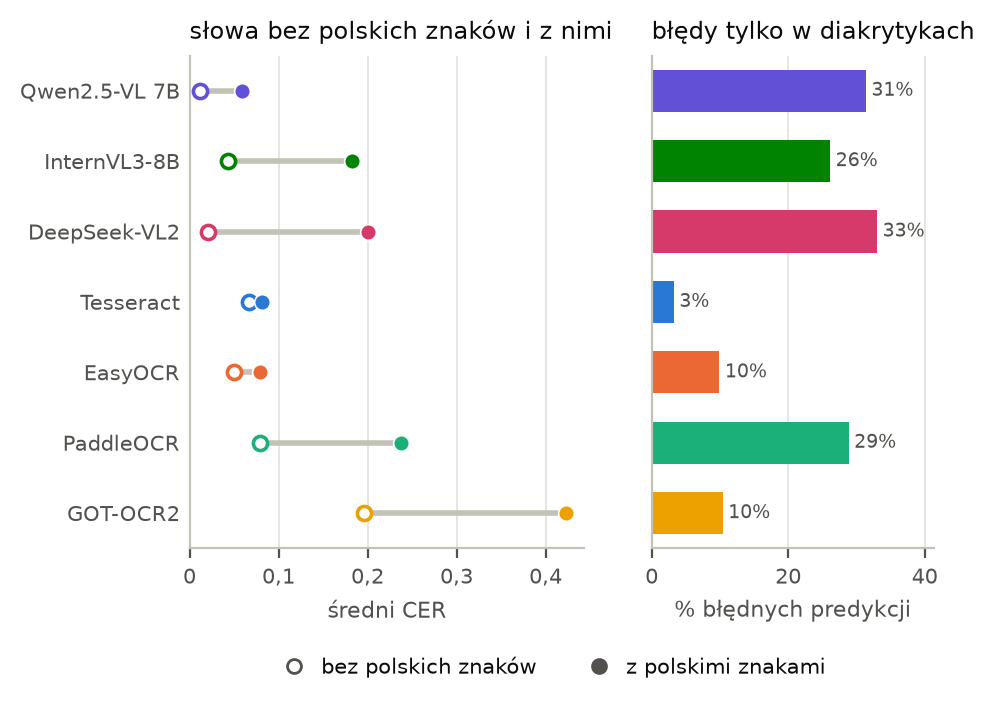 słowa bez polskich znaków i z nimi
błędy tylko w diakrytykach
Qwen2.5-VL 7B
31%
InternVL3-8B
26%
DeepSeek-VL2
33%
Tesseract
3%
EasyOCR
10%
PaddleOCR
29%
GOT-OCR2
10%
0 0,1 0,2 0,3 0,4
0 20 40
średni CER
% błędnych predykcji
bez polskich znaków
z polskimi znakami